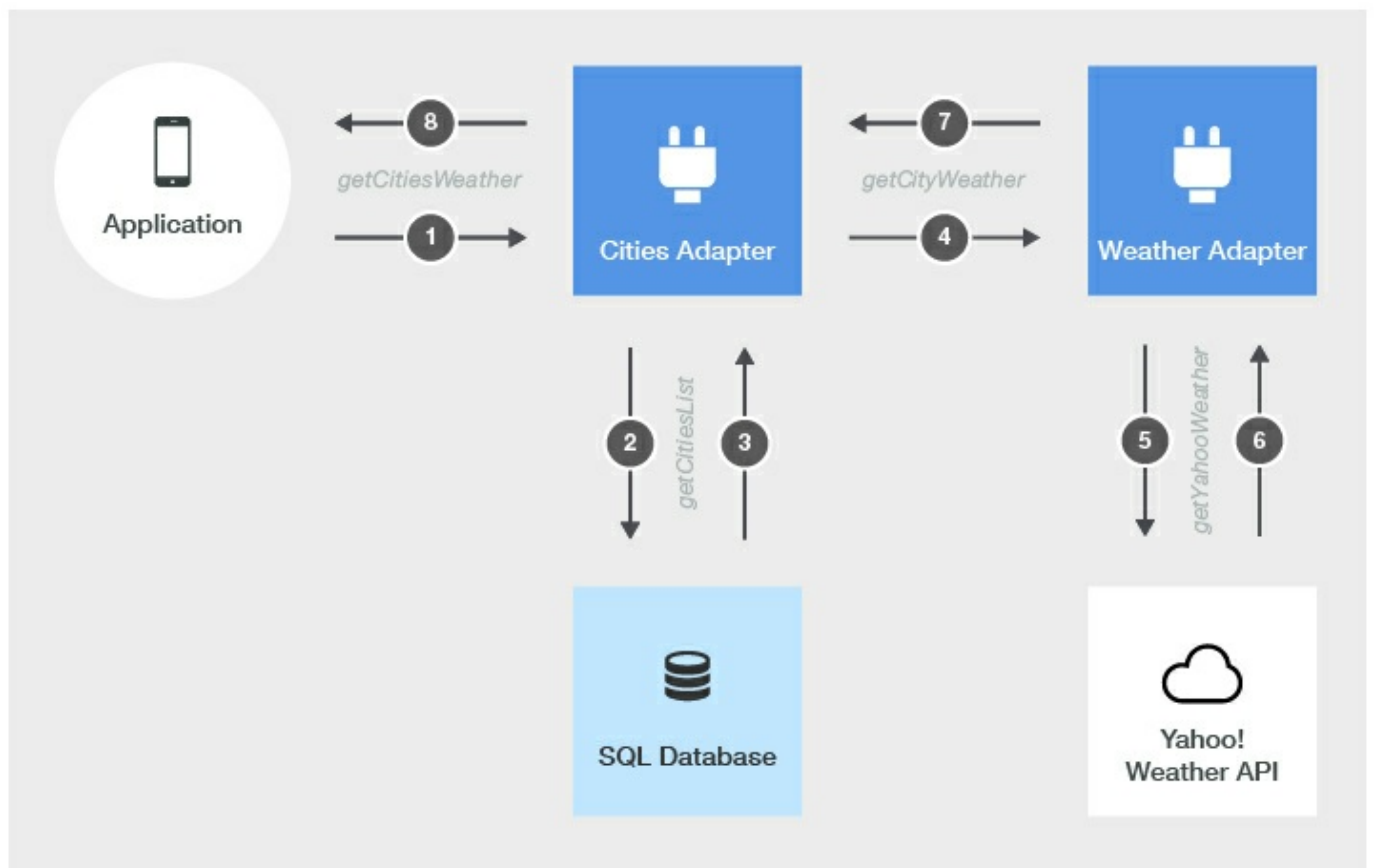 8
7
getCitiesWeather
getCityWeather
Application
1
4
Cities Adapter
Weather Adapter
2
getCitiesList
3
5
getYahooWeather
6
SQL Database
Yahoo!
Weather API